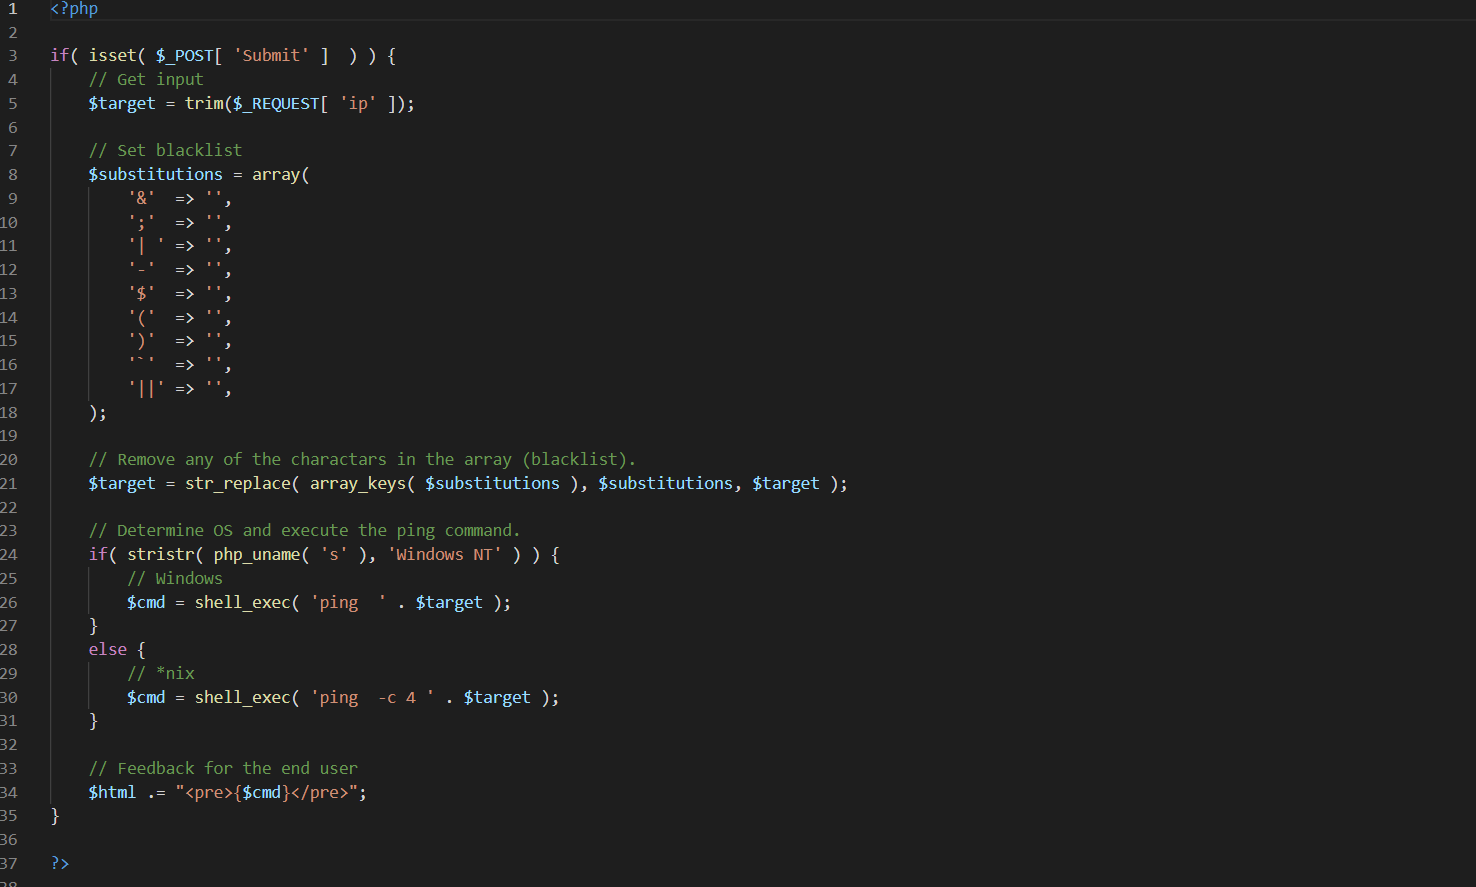 1 <?php
2
3 if( isset( $_POST[ 'Submit' ]  ) ) {
4     // Get input
5     $target = trim($_REQUEST[ 'ip' ]);
6
7     // Set blacklist
8     $substitutions = array(
9         '&'  => '',
10         ';'  => '',
11         '| ' => '',
12         '-'  => '',
13         '$'  => '',
14         '('  => '',
15         ')'  => '',
16         '`'  => '',
17         '||' => '',
18     );
19
20     // Remove any of the charactars in the array (blacklist).
21     $target = str_replace( array_keys( $substitutions ), $substitutions, $target );
22
23     // Determine OS and execute the ping command.
24     if( stristr( php_uname( 's' ), 'Windows NT' ) ) {
25         // Windows
26         $cmd = shell_exec( 'ping  ' . $target );
27     }
28     else {
29         // *nix
30         $cmd = shell_exec( 'ping  -c 4 ' . $target );
31     }
32
33     // Feedback for the end user
34     $html .= "<pre>{$cmd}</pre>";
35 }
36
37 ?>
38